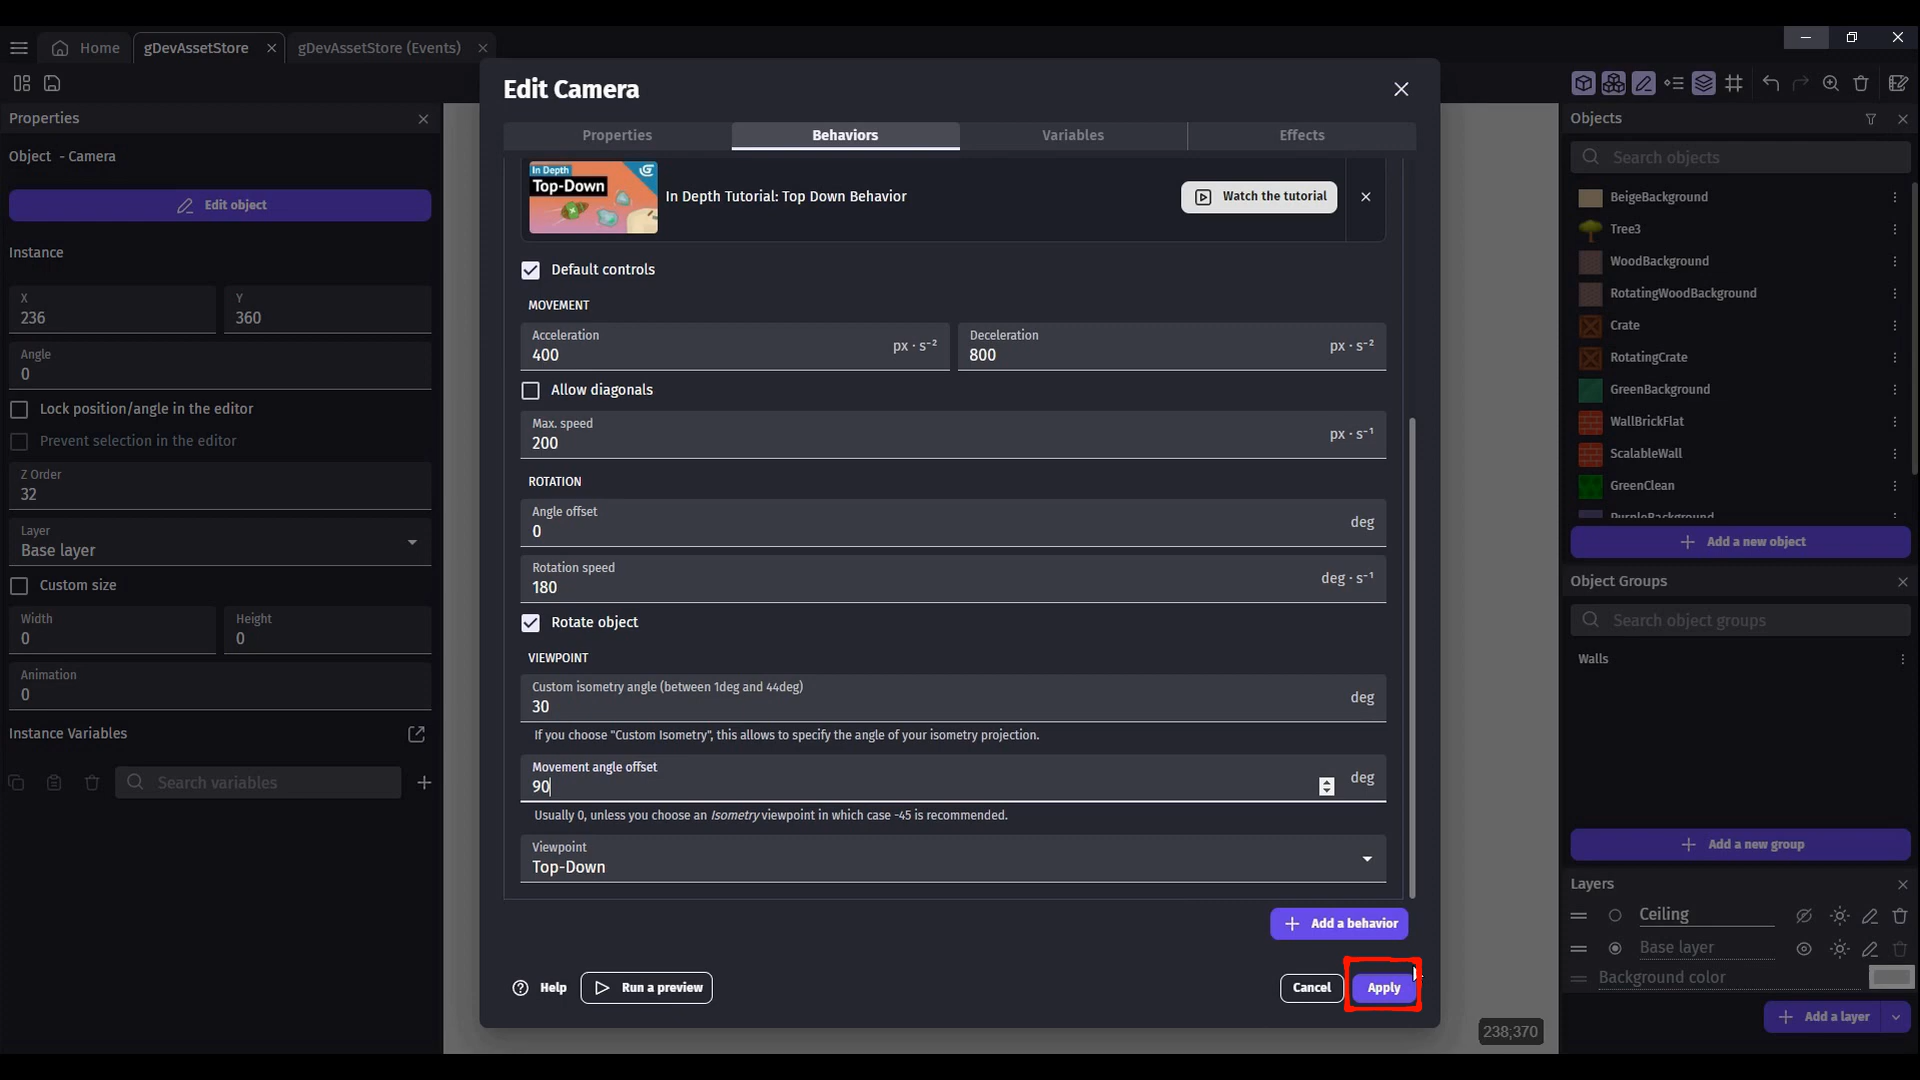 Home
gDevAssetStore
gDevAssetStore (Events)
Properties
Object - Camera
Edit object
Instance
X
236
Y
360
Angle
0
Lock position/angle in the editor
Prevent selection in the editor
Z Order
32
Layer
Base layer
Custom size
Width
0
Height
0
Animation
0
Instance Variables
Search variables
Edit Camera
Properties
Behaviors
Variables
Effects
In Depth
Top-Down
In Depth Tutorial: Top Down Behavior
Watch the tutorial
Default controls
MOVEMENT
Acceleration
400
px · s⁻²
Deceleration
800
px · s⁻²
Allow diagonals
Max. speed
200
px · s⁻¹
ROTATION
Angle offset
0
deg
Rotation speed
180
deg · s⁻¹
Rotate object
VIEWPOINT
Custom isometry angle (between 1deg and 44deg)
30
deg
If you choose "Custom Isometry", this allows to specify the angle of your isometry projection.
Movement angle offset
90
deg
Usually 0, unless you choose an Isometry viewpoint in which case -45 is recommended.
Viewpoint
Top-Down
Add a behavior
Help
Run a preview
Cancel
Apply
238;370
Objects
Search objects
BeigeBackground
Tree3
WoodBackground
RotatingWoodBackground
Crate
RotatingCrate
GreenBackground
WallBrickFlat
ScalableWall
GreenClean
PurpleBackground
Add a new object
Object Groups
Search object groups
Walls
Add a new group
Layers
Ceiling
Base layer
Background color
Add a layer